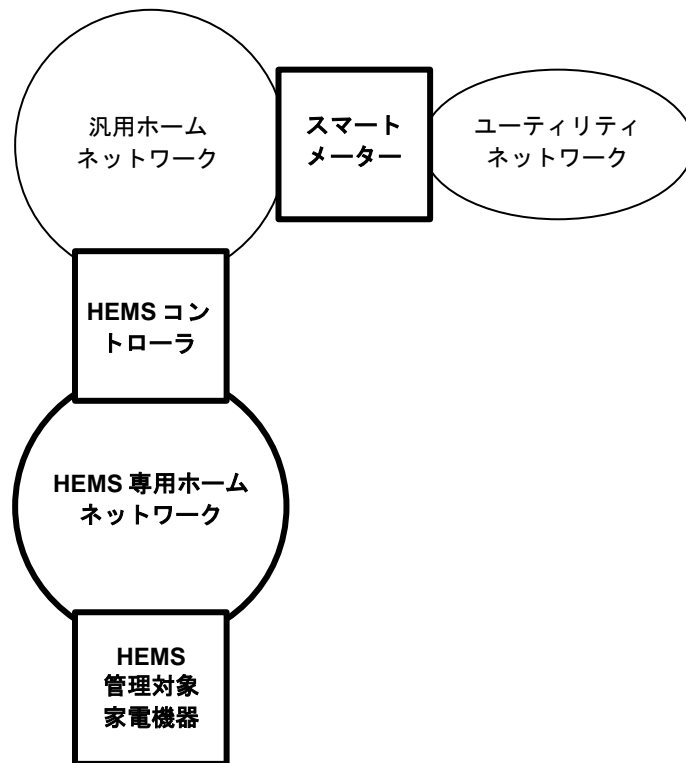 汎用ホーム
ネットワーク
スマート
メーター
ユーティリティ
ネットワーク
HEMS コン
トローラ
HEMS 専用ホーム
ネットワーク
HEMS
管理対象
家電機器